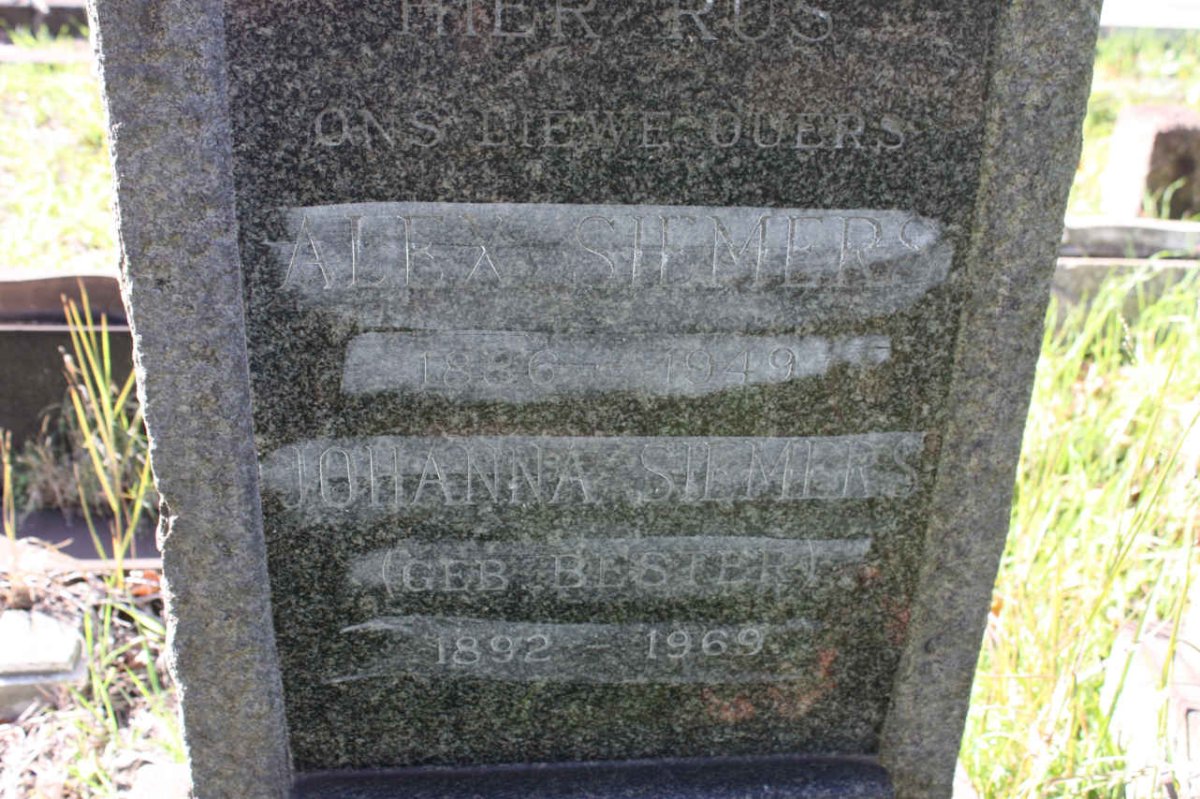 HIER RUS
ONS LIEWE OUERS
ALEX SIEMERS
1886 - 1949
JOHANNA SIEMERS
(GEB BESTER)
1892 - 1969